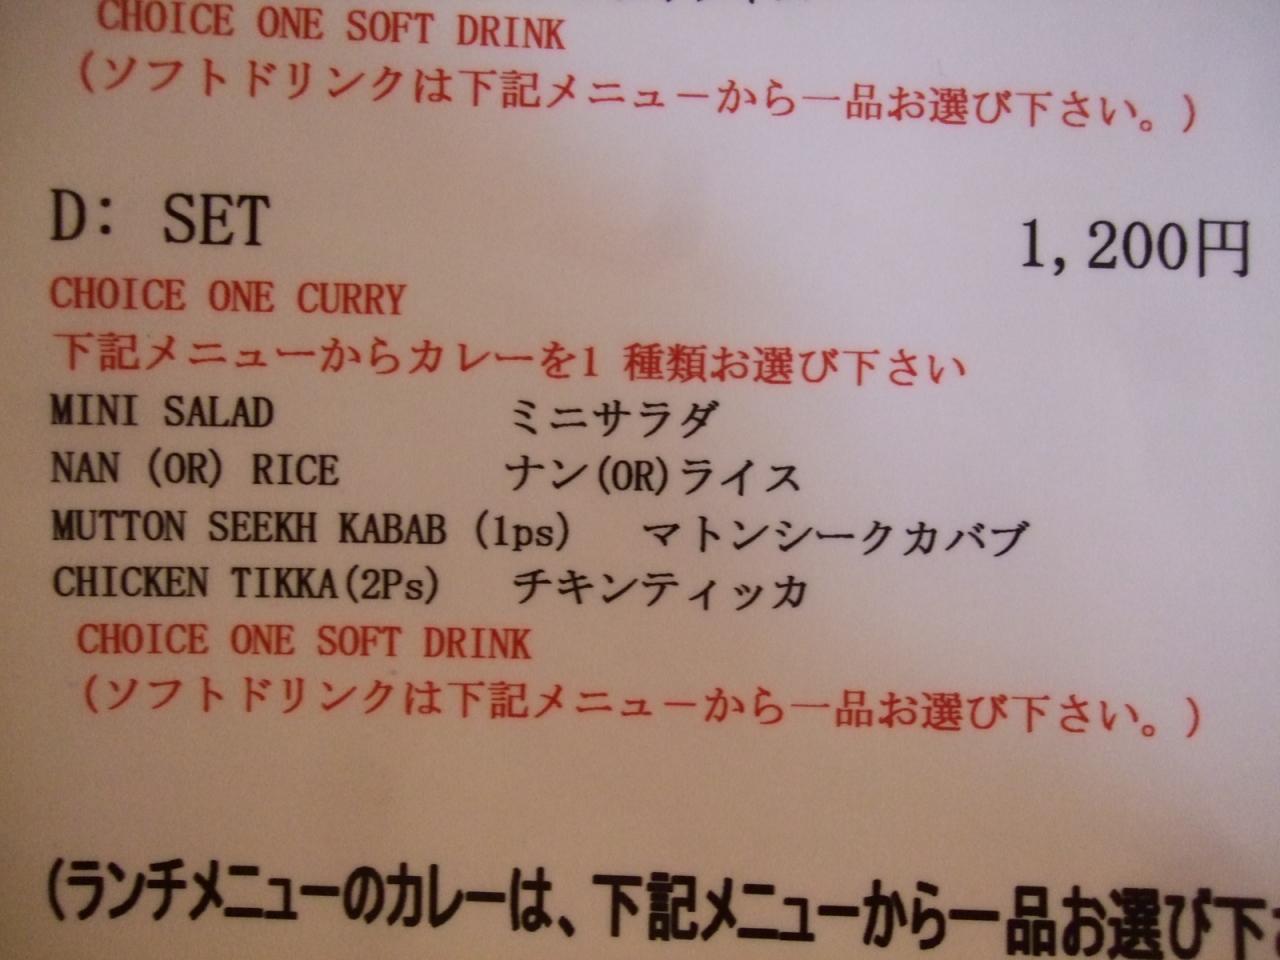 CHOICE ONE SOFT DRINK
(ソフトドリンクは下記メニューから一品お選び下さい。)
D: SET 1,200円
CHOICE ONE CURRY
下記メニューからカレーを1 種類お選び下さい
MINI SALAD ミニサラダ
NAN (OR) RICE ナン(OR)ライス
MUTTON SEEKH KABAB (1ps) マトンシークカバブ
CHICKEN TIKKA(2Ps) チキンティッカ
CHOICE ONE SOFT DRINK
(ソフトドリンクは下記メニューから一品お選び下さい。)
(ランチメニューのカレーは、下記メニューから一品お選び下